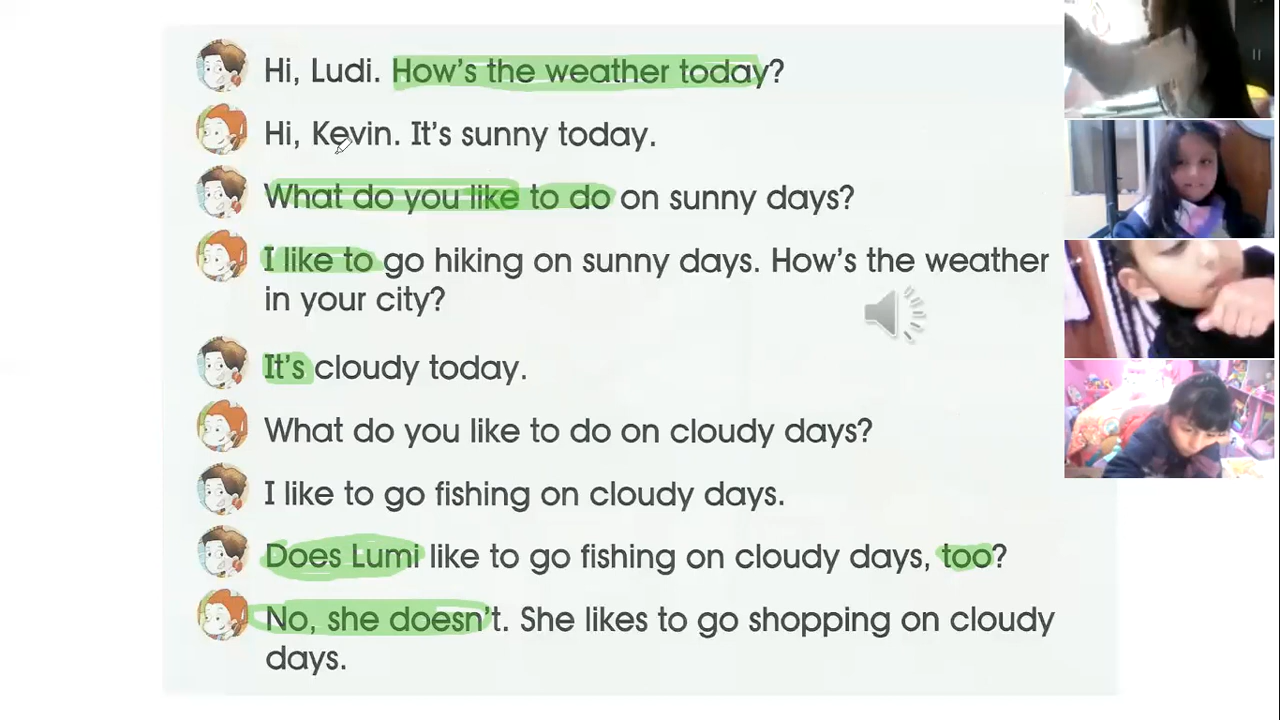 Hi, Ludi. How's the weather today?
Hi, Kevin. It's sunny today.
What do you like to do on sunny days?
I like to go hiking on sunny days. How's the weather
in your city?
It's cloudy today.
What do you like to do on cloudy days?
I like to go fishing on cloudy days.
Does Lumi like to go fishing on cloudy days, too?
No, she doesn't. She likes to go shopping on cloudy
days.